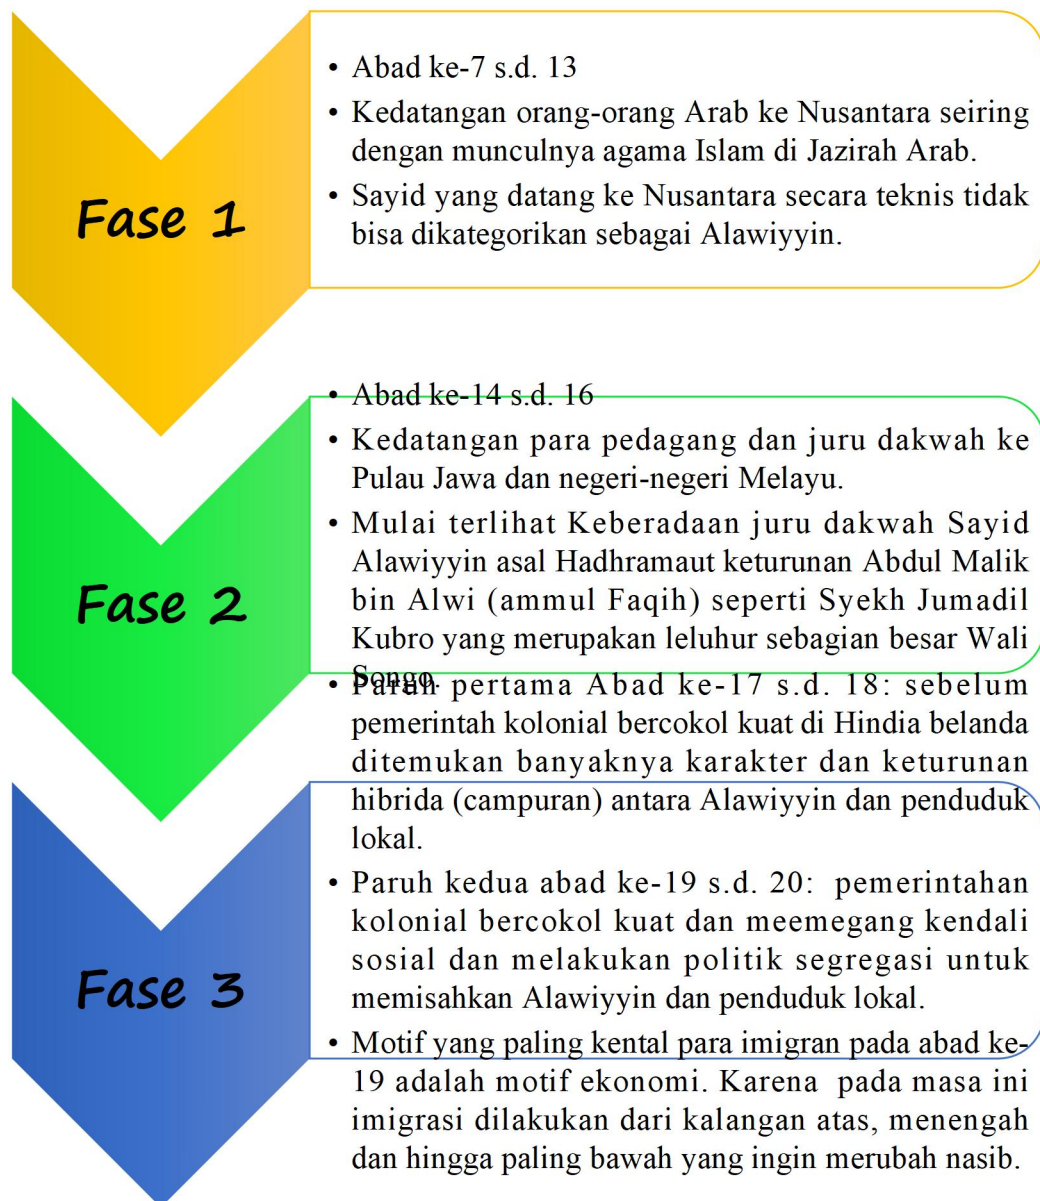 Fase 1
• Abad ke-7 s.d. 13
• Kedatangan orang-orang Arab ke Nusantara seiring
dengan munculnya agama Islam di Jazirah Arab.
• Sayid yang datang ke Nusantara secara teknis tidak
bisa dikategorikan sebagai Alawiyyin.
Fase 2
• Abad ke-14 s.d. 16
• Kedatangan para pedagang dan juru dakwah ke
Pulau Jawa dan negeri-negeri Melayu.
• Mulai terlihat Keberadaan juru dakwah Sayid
Alawiyyin asal Hadhramaut keturunan Abdul Malik
bin Alwi (ammul Faqih) seperti Syekh Jumadil
Kubro yang merupakan leluhur sebagian besar Wali
Songo.
Fase 3
• Paruh pertama Abad ke-17 s.d. 18: sebelum
pemerintah kolonial bercokol kuat di Hindia belanda
ditemukan banyaknya karakter dan keturunan
hibrida (campuran) antara Alawiyyin dan penduduk
lokal.
• Paruh kedua abad ke-19 s.d. 20: pemerintahan
kolonial bercokol kuat dan meemegang kendali
sosial dan melakukan politik segregasi untuk
memisahkan Alawiyyin dan penduduk lokal.
• Motif yang paling kental para imigran pada abad ke-
19 adalah motif ekonomi. Karena pada masa ini
imigrasi dilakukan dari kalangan atas, menengah
dan hingga paling bawah yang ingin merubah nasib.